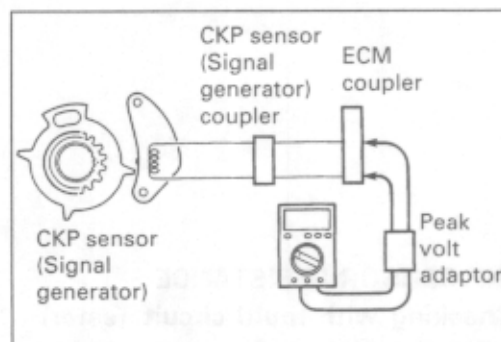 CKP sensor
(Signal
generator)
coupler
ECM
coupler
CKP sensor
(Signal
generator)
Peak
volt
adaptor